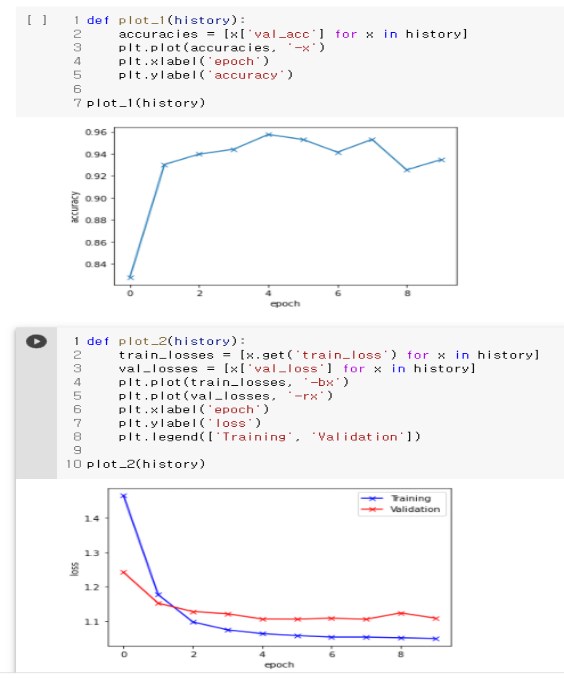 [ ] 1 def plot_1(history):
2 accuracies = [x['val_acc'] for x in history]
3 plt.plot(accuracies, '-x')
4 plt.xlabel('epoch')
5 plt.ylabel('accuracy')
6
7 plot_1(history)
0.96
0.94
0.92
0.90
0.88
0.86
0.84
accuracy
0 2 4 6 8
epoch
1 def plot_2(history):
2 train_losses = [x.get('train_loss') for x in history]
3 val_losses = [x['val_loss'] for x in history]
4 plt.plot(train_losses, '-bx')
5 plt.plot(val_losses, '-rx')
6 plt.xlabel('epoch')
7 plt.ylabel('loss')
8 plt.legend(['Training', 'Validation'])
9
10 plot_2(history)
Training
Validation
1.4
1.3
1.2
1.1
loss
0 2 4 6 8
epoch